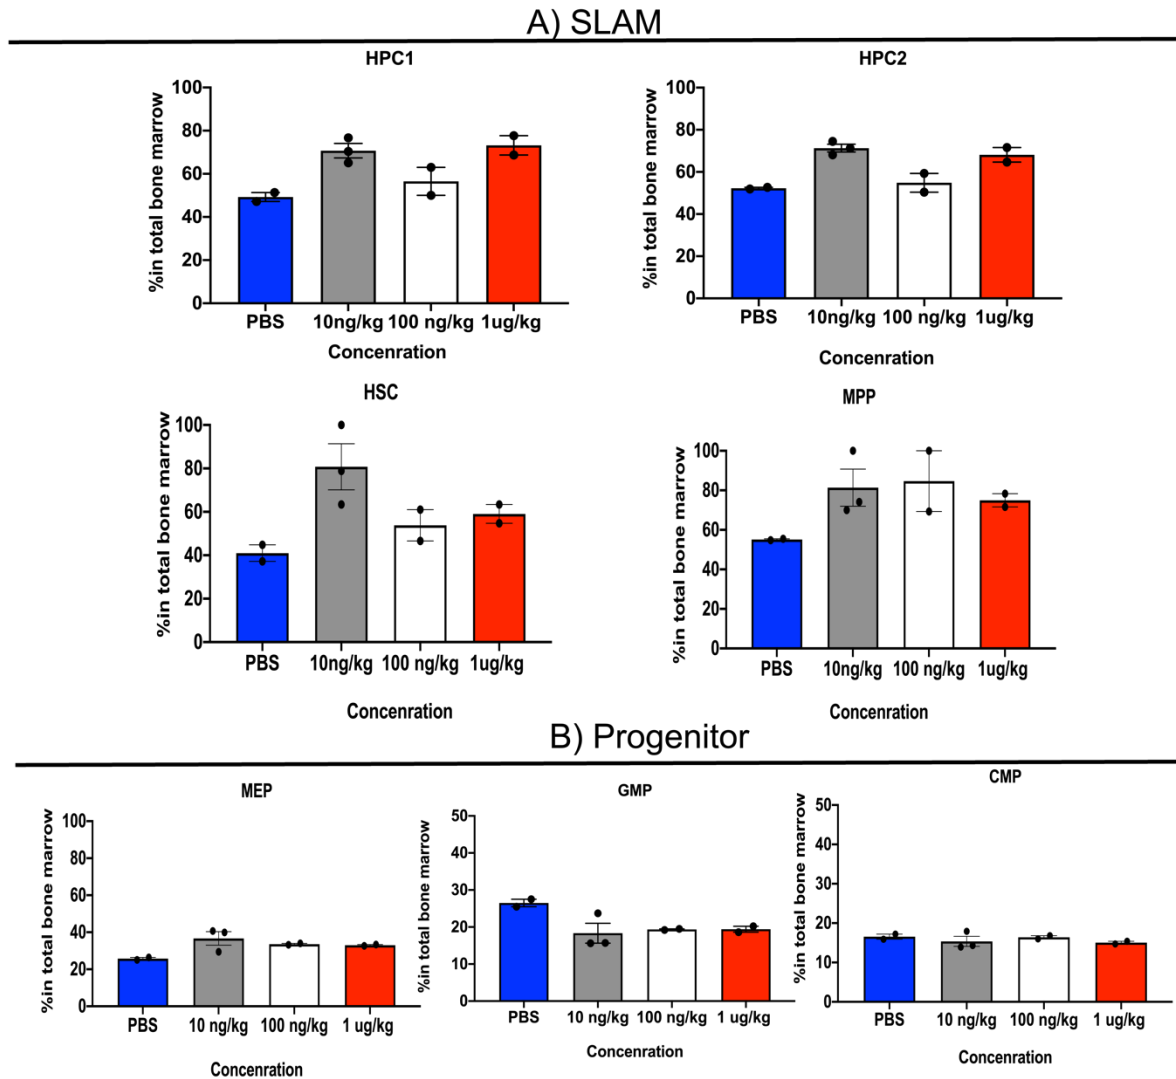 A) SLAM
HPC1
%in total bone marrow
100
80
60
40
20
0
PBS 10ng/kg 100 ng/kg 1ug/kg
Concenration
HPC2
%in total bone marrow
100
80
60
40
20
0
PBS 10ng/kg 100 ng/kg 1ug/kg
Concenration
HSC
%in total bone marrow
100
80
60
40
20
0
PBS 10ng/kg 100 ng/kg 1ug/kg
Concenration
MPP
%in total bone marrow
100
80
60
40
20
0
PBS 10ng/kg 100 ng/kg 1ug/kg
Concenration
B) Progenitor
MEP
%in total bone marrow
100
80
60
40
20
0
PBS 10 ng/kg 100 ng/kg 1 ug/kg
Concenration
GMP
%in total bone marrow
50
40
30
20
10
0
PBS 10 ng/kg 100 ng/kg 1 ug/kg
Concenration
CMP
%in total bone marrow
50
40
30
20
10
0
PBS 10 ng/kg 100 ng/kg 1 ug/kg
Concenration